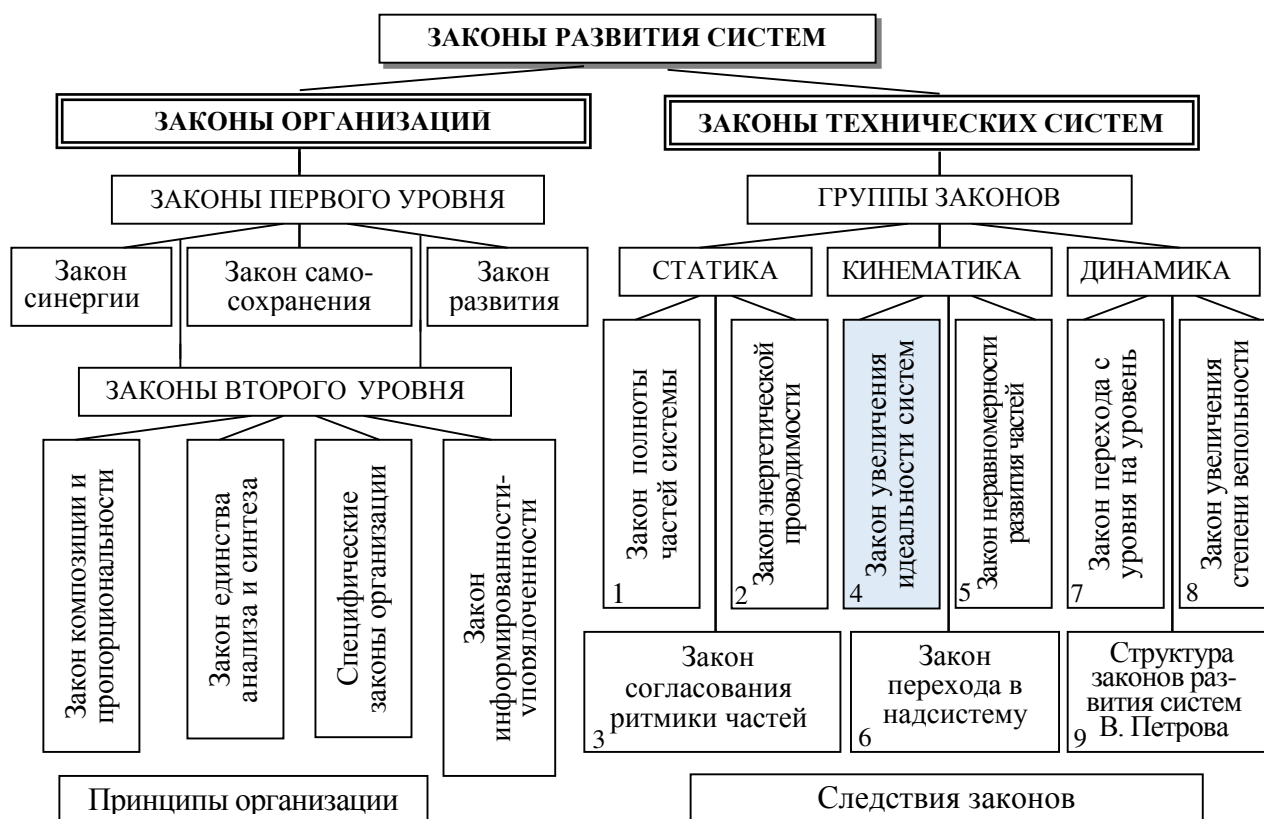 ЗАКОНЫ РАЗВИТИЯ СИСТЕМ
ЗАКОНЫ ОРГАНИЗАЦИЙ
ЗАКОНЫ ТЕХНИЧЕСКИХ СИСТЕМ
ЗАКОНЫ ПЕРВОГО УРОВНЯ
ГРУППЫ ЗАКОНОВ
Закон
синергии
Закон само-
сохранения
Закон
развития
СТАТИКА
КИНЕМАТИКА
ДИНАМИКА
ЗАКОНЫ ВТОРОГО УРОВНЯ
Закон композиции и
пропорциональности
Закон единства
анализа и синтеза
Специфические
законы организации
Закон
информированности-
упорядоченности
Закон полноты
частей системы
1
Закон энергетической
проводимости
2
Закон увеличения
идеальности систем
4
Закон неравномерности
развития частей
5
Закон перехода с
уровня на уровень
7
Закон увеличения
степени вепольности
8
Закон
согласования
ритмики частей
3
Закон
перехода в
надсистему
6
Структура
законов раз-
вития систем
В. Петрова
9
Принципы организации
Следствия законов